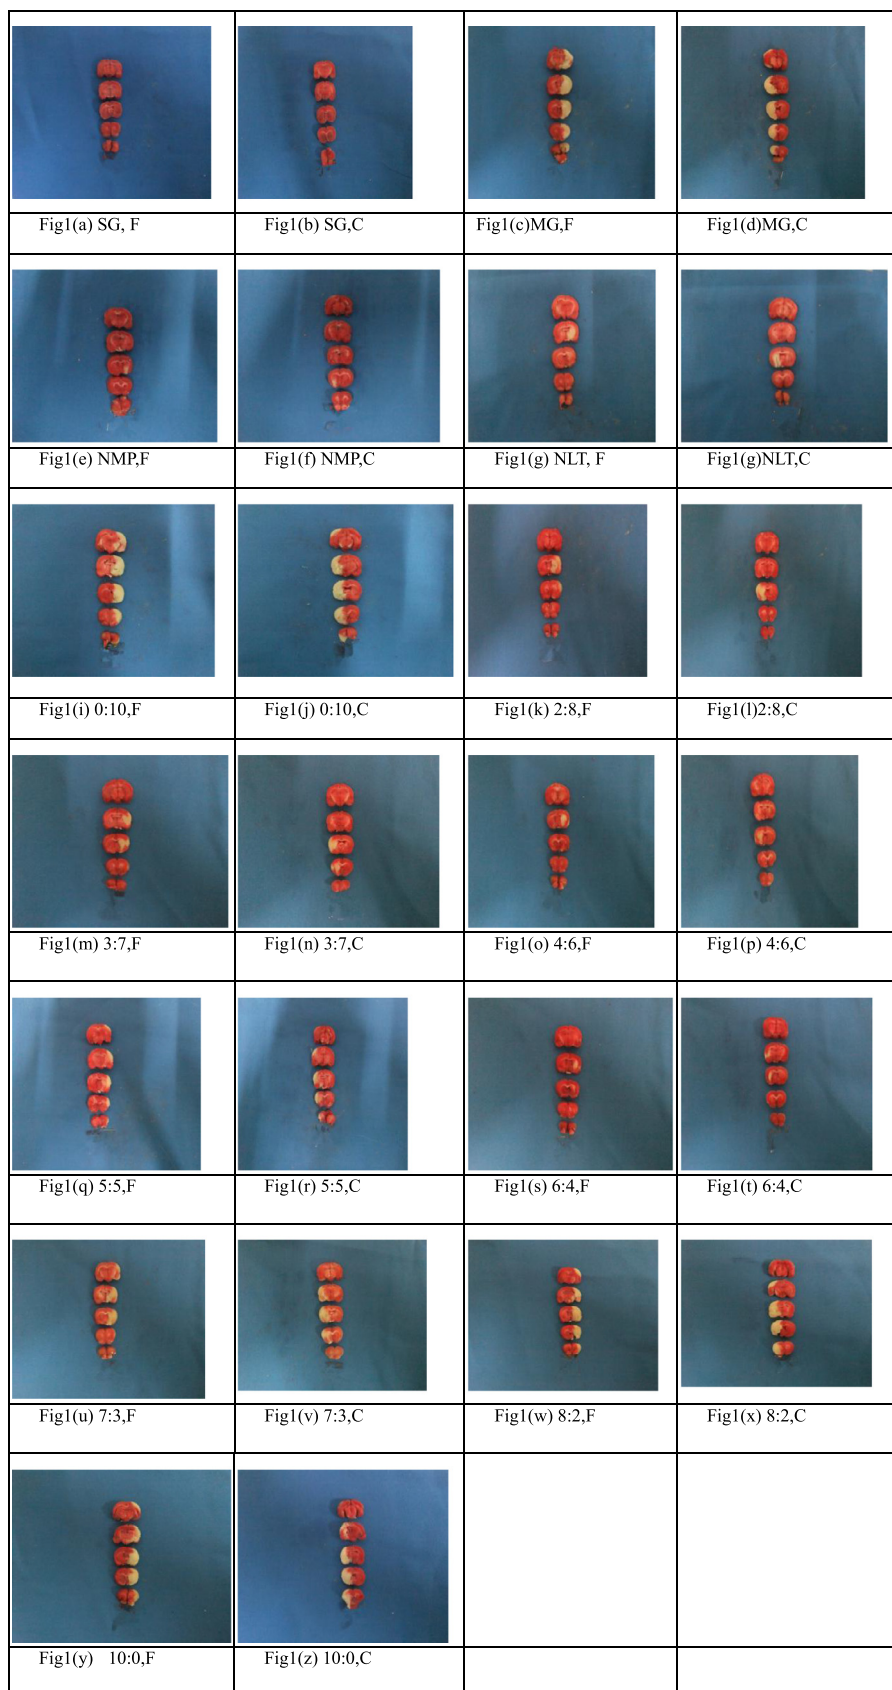 Fig1(a) SG, F
Fig1(b) SG,C
Fig1(c)MG,F
Fig1(d)MG,C
Fig1(e) NMP,F
Fig1(f) NMP,C
Fig1(g) NLT, F
Fig1(g)NLT,C
Fig1(i) 0:10,F
Fig1(j) 0:10,C
Fig1(k) 2:8,F
Fig1(l)2:8,C
Fig1(m) 3:7,F
Fig1(n) 3:7,C
Fig1(o) 4:6,F
Fig1(p) 4:6,C
Fig1(q) 5:5,F
Fig1(r) 5:5,C
Fig1(s) 6:4,F
Fig1(t) 6:4,C
Fig1(u) 7:3,F
Fig1(v) 7:3,C
Fig1(w) 8:2,F
Fig1(x) 8:2,C
Fig1(y) 10:0,F
Fig1(z) 10:0,C